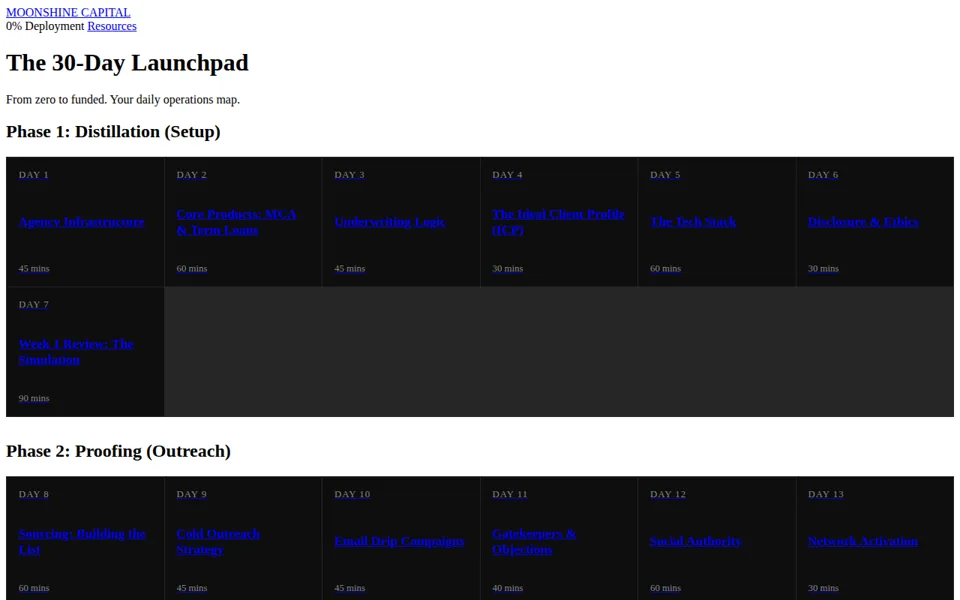 MOONSHINE CAPITAL
0% Deployment Resources
The 30-Day Launchpad
From zero to funded. Your daily operations map.
Phase 1: Distillation (Setup)
DAY 1
Agency Infrastructure
45 mins
DAY 2
Core Products: MCA
& Term Loans
60 mins
DAY 3
Underwriting Logic
45 mins
DAY 4
The Ideal Client Profile
(ICP)
30 mins
DAY 5
The Tech Stack
60 mins
DAY 6
Disclosure & Ethics
30 mins
DAY 7
Week 1 Review: The
Simulation
90 mins
Phase 2: Proofing (Outreach)
DAY 8
Sourcing: Building the
List
60 mins
DAY 9
Cold Outreach
Strategy
45 mins
DAY 10
Email Drip Campaigns
45 mins
DAY 11
Gatekeepers &
Objections
40 mins
DAY 12
Social Authority
60 mins
DAY 13
Network Activation
30 mins